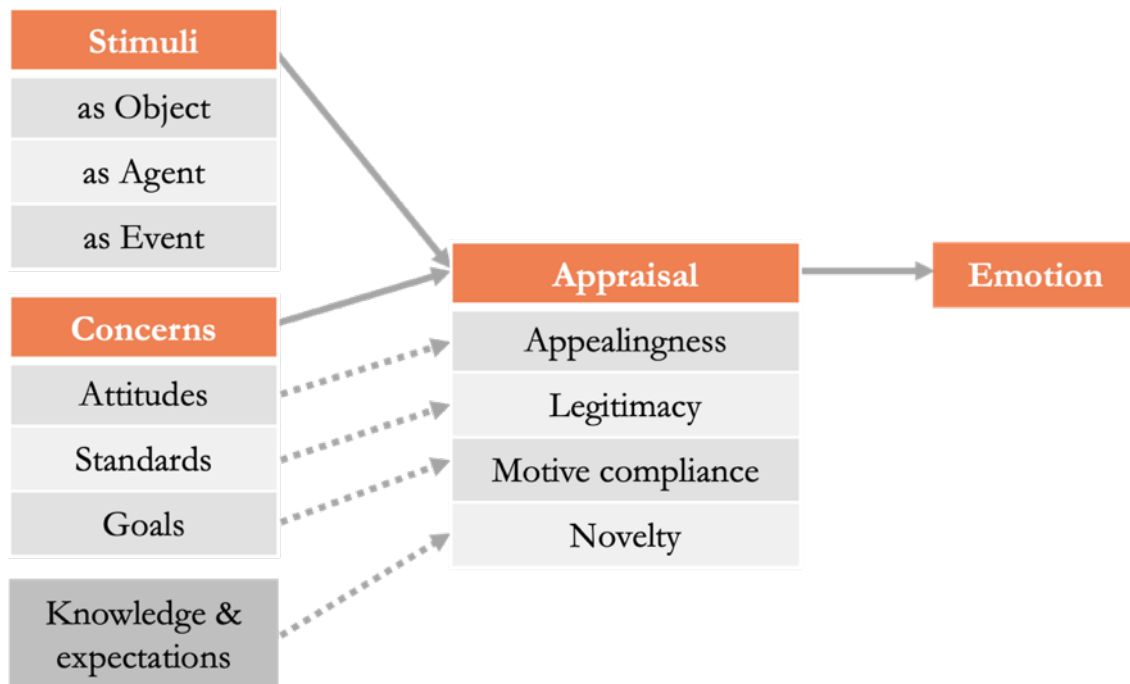 Stimuli
as Object
as Agent
as Event
Concerns
Attitudes
Standards
Goals
Knowledge &
expectations
Appraisal
Appealingness
Legitimacy
Motive compliance
Novelty
Emotion